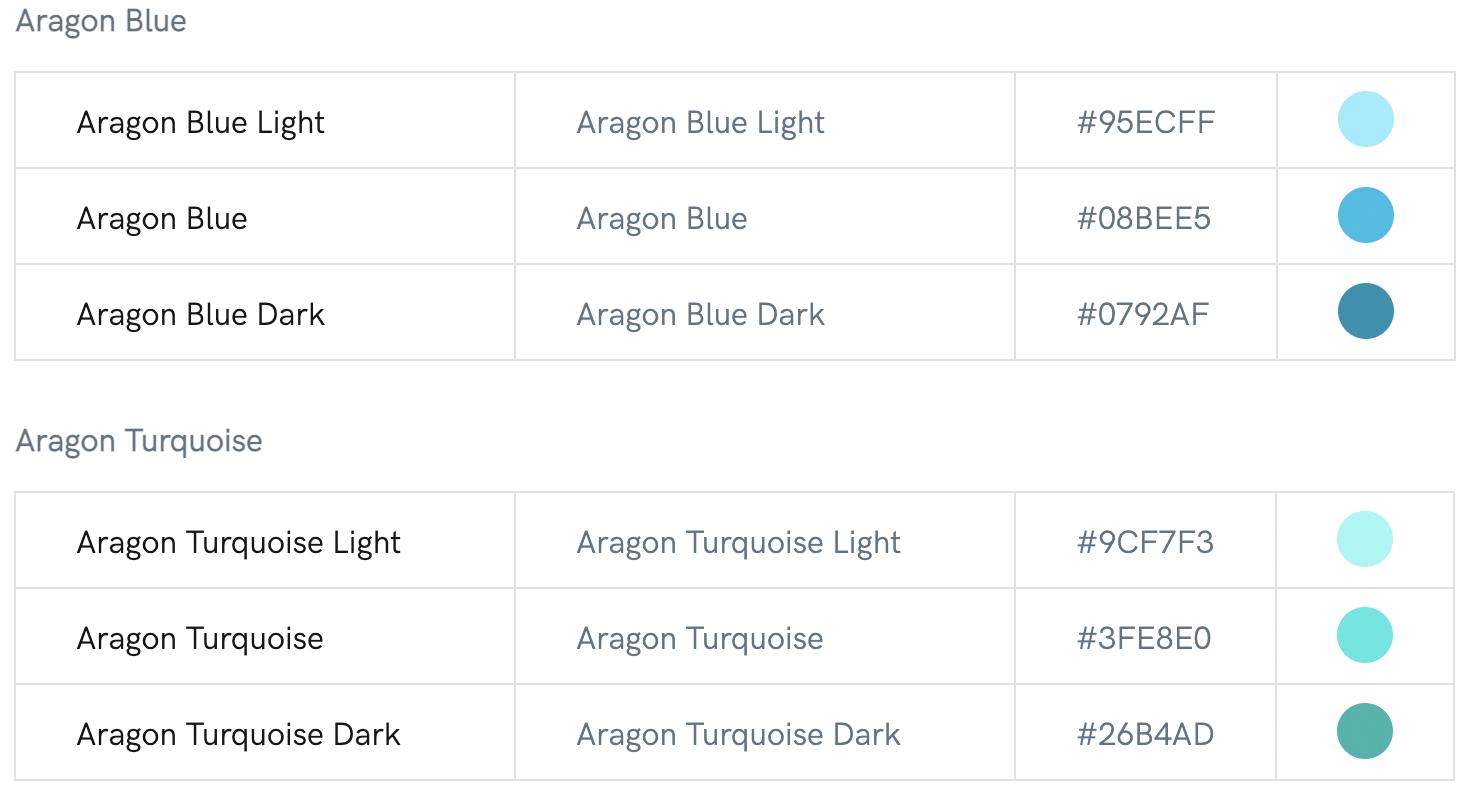 Aragon Blue
Aragon Blue Light Aragon Blue Light #95ECFF
Aragon Blue Aragon Blue #08BEE5
Aragon Blue Dark Aragon Blue Dark #0792AF
Aragon Turquoise
Aragon Turquoise Light Aragon Turquoise Light #9CF7F3
Aragon Turquoise Aragon Turquoise #3FE8E0
Aragon Turquoise Dark Aragon Turquoise Dark #26B4AD